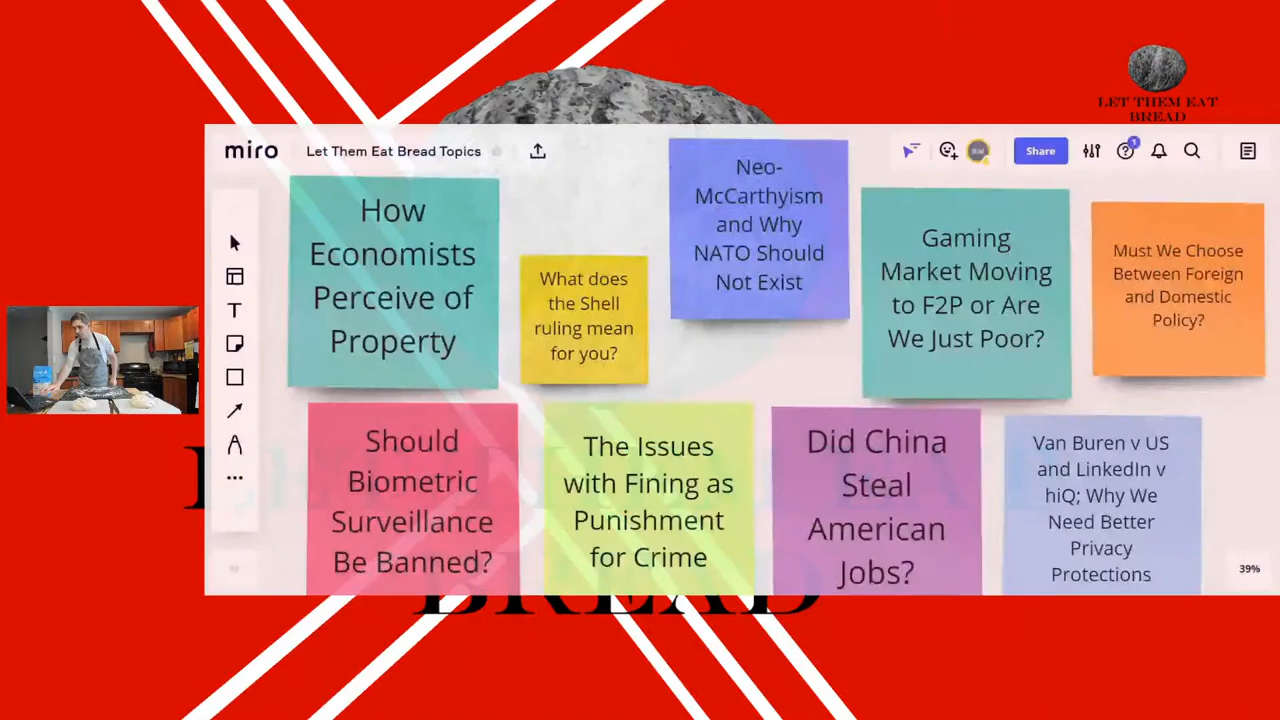 LET THEM EAT
BREAD
miro
Let Them Eat Bread Topics
Share
1
How
Economists
Perceive of
Property
What does
the Shell
ruling mean
for you?
Neo-
McCarthyism
and Why
NATO Should
Not Exist
Gaming
Market Moving
to F2P or Are
We Just Poor?
Must We Choose
Between Foreign
and Domestic
Policy?
Should
Biometric
Surveillance
Be Banned?
The Issues
with Fining as
Punishment
for Crime
Did China
Steal
American
Jobs?
Van Buren v US
and LinkedIn v
hiQ; Why We
Need Better
Privacy
Protections
39%
LET THEM EAT
BREAD